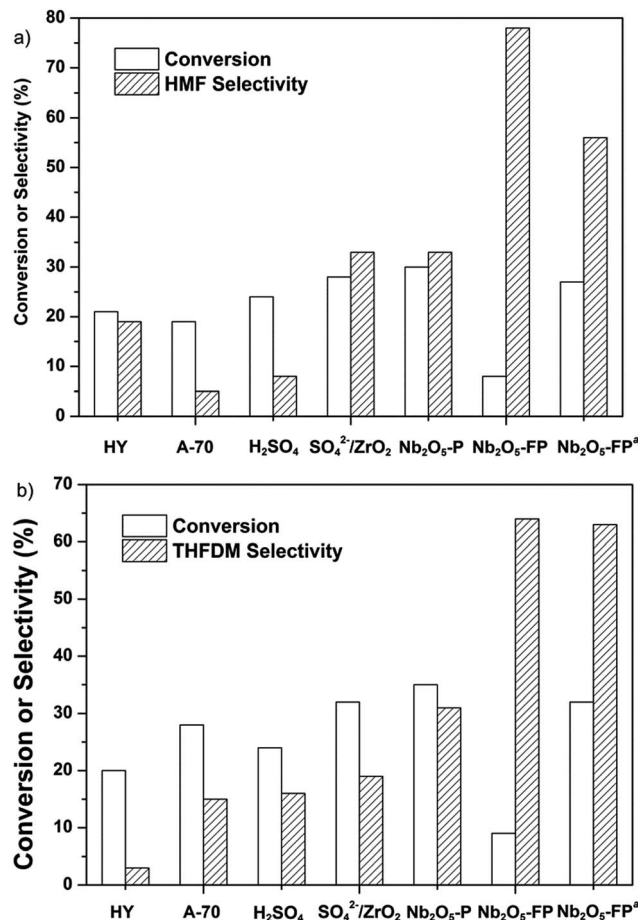 a)
Conversion or Selectivity (%)
80
70
60
50
40
30
20
10
0
Conversion
HMF Selectivity
HY A-70 H₂SO₄ SO₄²⁻/ZrO₂ Nb₂O₅-P Nb₂O₅-FP Nb₂O₅-FPᵃ
b)
Conversion or Selectivity (%)
70
60
50
40
30
20
10
0
Conversion
THFDM Selectivity
HY A-70 H₂SO₄ SO₄²⁻/ZrO₂ Nb₂O₅-P Nb₂O₅-FP Nb₂O₅-FPᵃ